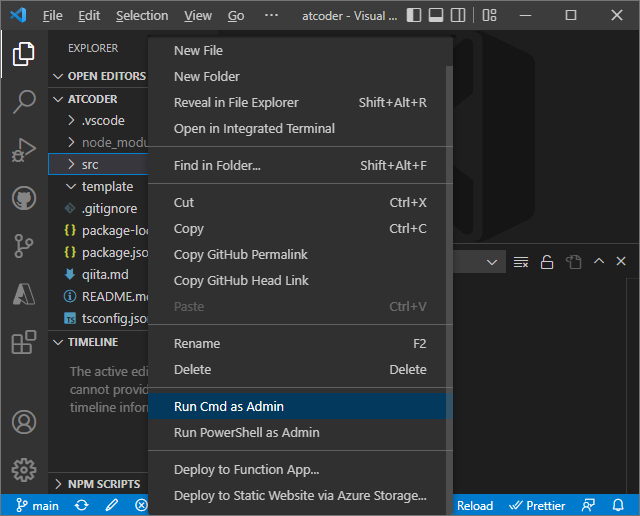 File Edit Selection View Go ··· atcoder - Visual ...
EXPLORER
OPEN EDITORS
ATCODER
.vscode
node_modu
src
template
.gitignore
package-loc
package.jso
qiita.md
README.m
tsconfig.json
TIMELINE
The active edi
cannot provid
timeline infor
NPM SCRIPTS
New File
New Folder
Reveal in File Explorer Shift+Alt+R
Open in Integrated Terminal
Find in Folder... Shift+Alt+F
Cut Ctrl+X
Copy Ctrl+C
Copy GitHub Permalink
Copy GitHub Head Link
Paste Ctrl+V
Rename F2
Delete Delete
Run Cmd as Admin
Run PowerShell as Admin
Deploy to Function App...
Deploy to Static Website via Azure Storage...
main Reload Prettier